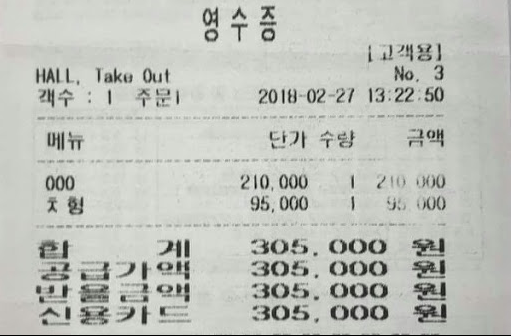 영수증
[고객용]
HALL, Take Out No. 3
객수 : 1 주문1 2018-02-27 13:22:50
메뉴 단가 수량 금액
000 210,000 1 210,000
ㅊ형 95,000 1 95,000
합 계 305,000 원
공급가액 305,000 원
받을금액 305,000 원
신용카드 305,000 원